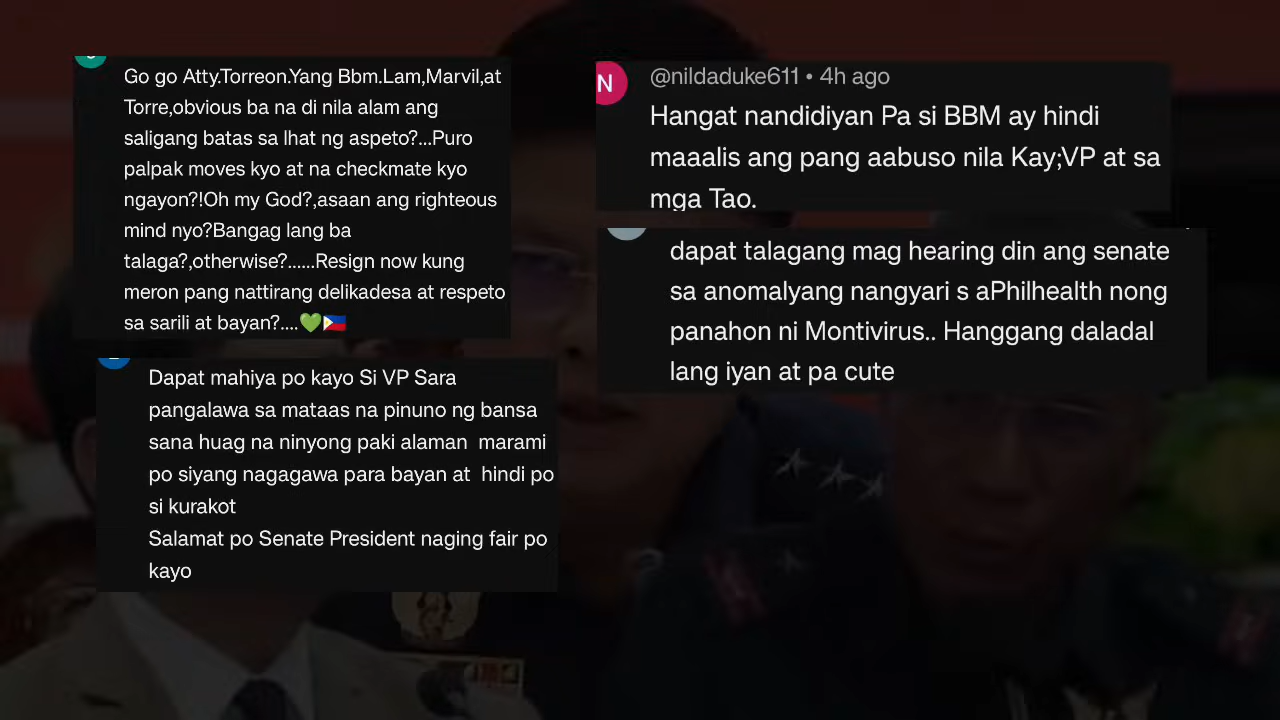 Go go Atty.Torreon.Yang Bbm.Lam,Marvil,at
Torre,obvious ba na di nila alam ang
saligang batas sa lhat ng aspeto?...Puro
palpak moves kyo at na checkmate kyo
ngayon?!Oh my God?,asaan ang righteous
mind nyo?Bangag lang ba
talaga?,otherwise?......Resign now kung
meron pang nattirang delikadesa at respeto
sa sarili at bayan?....💚🇵🇭
Dapat mahiya po kayo Si VP Sara
pangalawa sa mataas na pinuno ng bansa
sana huag na ninyong paki alaman marami
po siyang nagagawa para bayan at hindi po
si kurakot
Salamat po Senate President naging fair po
kayo
N
@nildaduke611 • 4h ago
Hangat nandidiyan Pa si BBM ay hindi
maaalis ang pang aabuso nila Kay;VP at sa
mga Tao.
dapat talagang mag hearing din ang senate
sa anomalyang nangyari s aPhilhealth nong
panahon ni Montivirus.. Hanggang daladal
lang iyan at pa cute